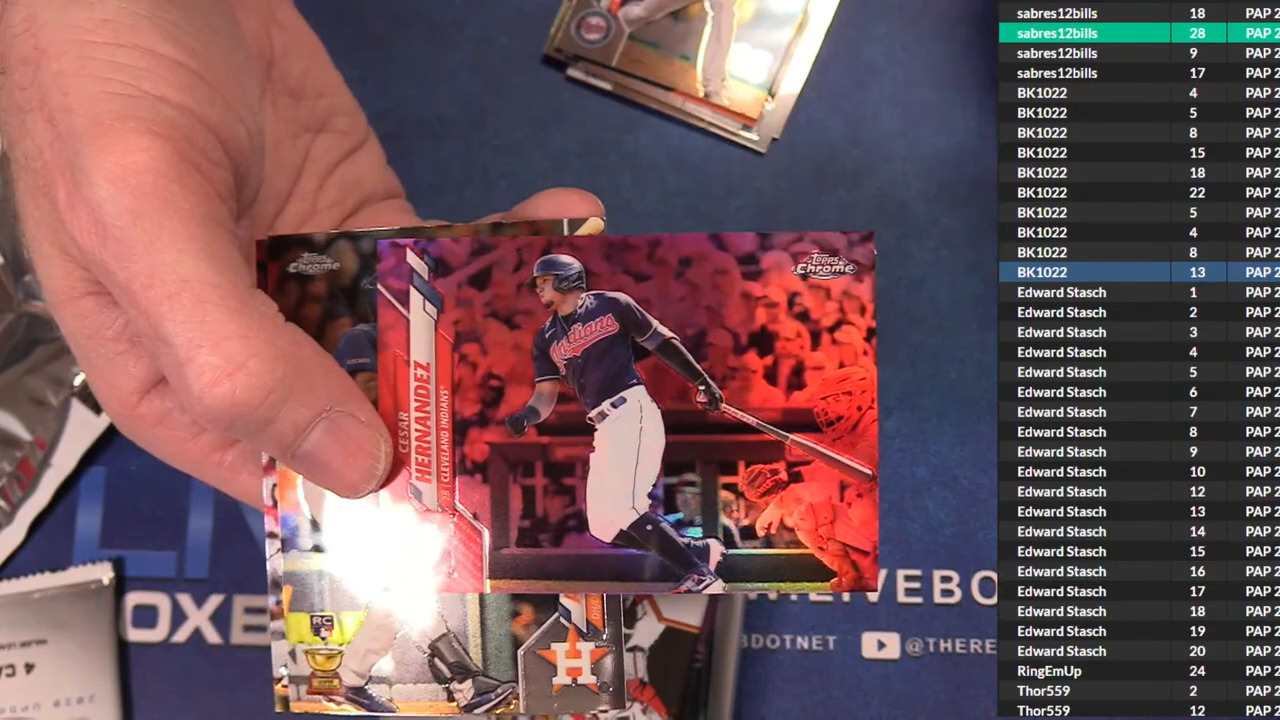 Topps
Chrome
Topps
Chrome
CESAR
HERNANDEZ
2B | CLEVELAND INDIANS
Indians
RC
H
OXE
LIVEBO
BDOTNET
@THERE
4 CA
sabres12bills 18 PAP 2
sabres12bills 28 PAP 2
sabres12bills 9 PAP 2
sabres12bills 17 PAP 2
BK1022 4 PAP 2
BK1022 5 PAP 2
BK1022 8 PAP 2
BK1022 15 PAP 2
BK1022 18 PAP 2
BK1022 22 PAP 2
BK1022 5 PAP 2
BK1022 4 PAP 2
BK1022 8 PAP 2
BK1022 13 PAP 2
Edward Stasch 1 PAP 2
Edward Stasch 2 PAP 2
Edward Stasch 3 PAP 2
Edward Stasch 4 PAP 2
Edward Stasch 5 PAP 2
Edward Stasch 6 PAP 2
Edward Stasch 7 PAP 2
Edward Stasch 8 PAP 2
Edward Stasch 9 PAP 2
Edward Stasch 10 PAP 2
Edward Stasch 12 PAP 2
Edward Stasch 13 PAP 2
Edward Stasch 14 PAP 2
Edward Stasch 15 PAP 2
Edward Stasch 16 PAP 2
Edward Stasch 17 PAP 2
Edward Stasch 18 PAP 2
Edward Stasch 19 PAP 2
Edward Stasch 20 PAP 2
RingEmUp 24 PAP 2
Thor559 2 PAP 2
Thor559 12 PAP 2